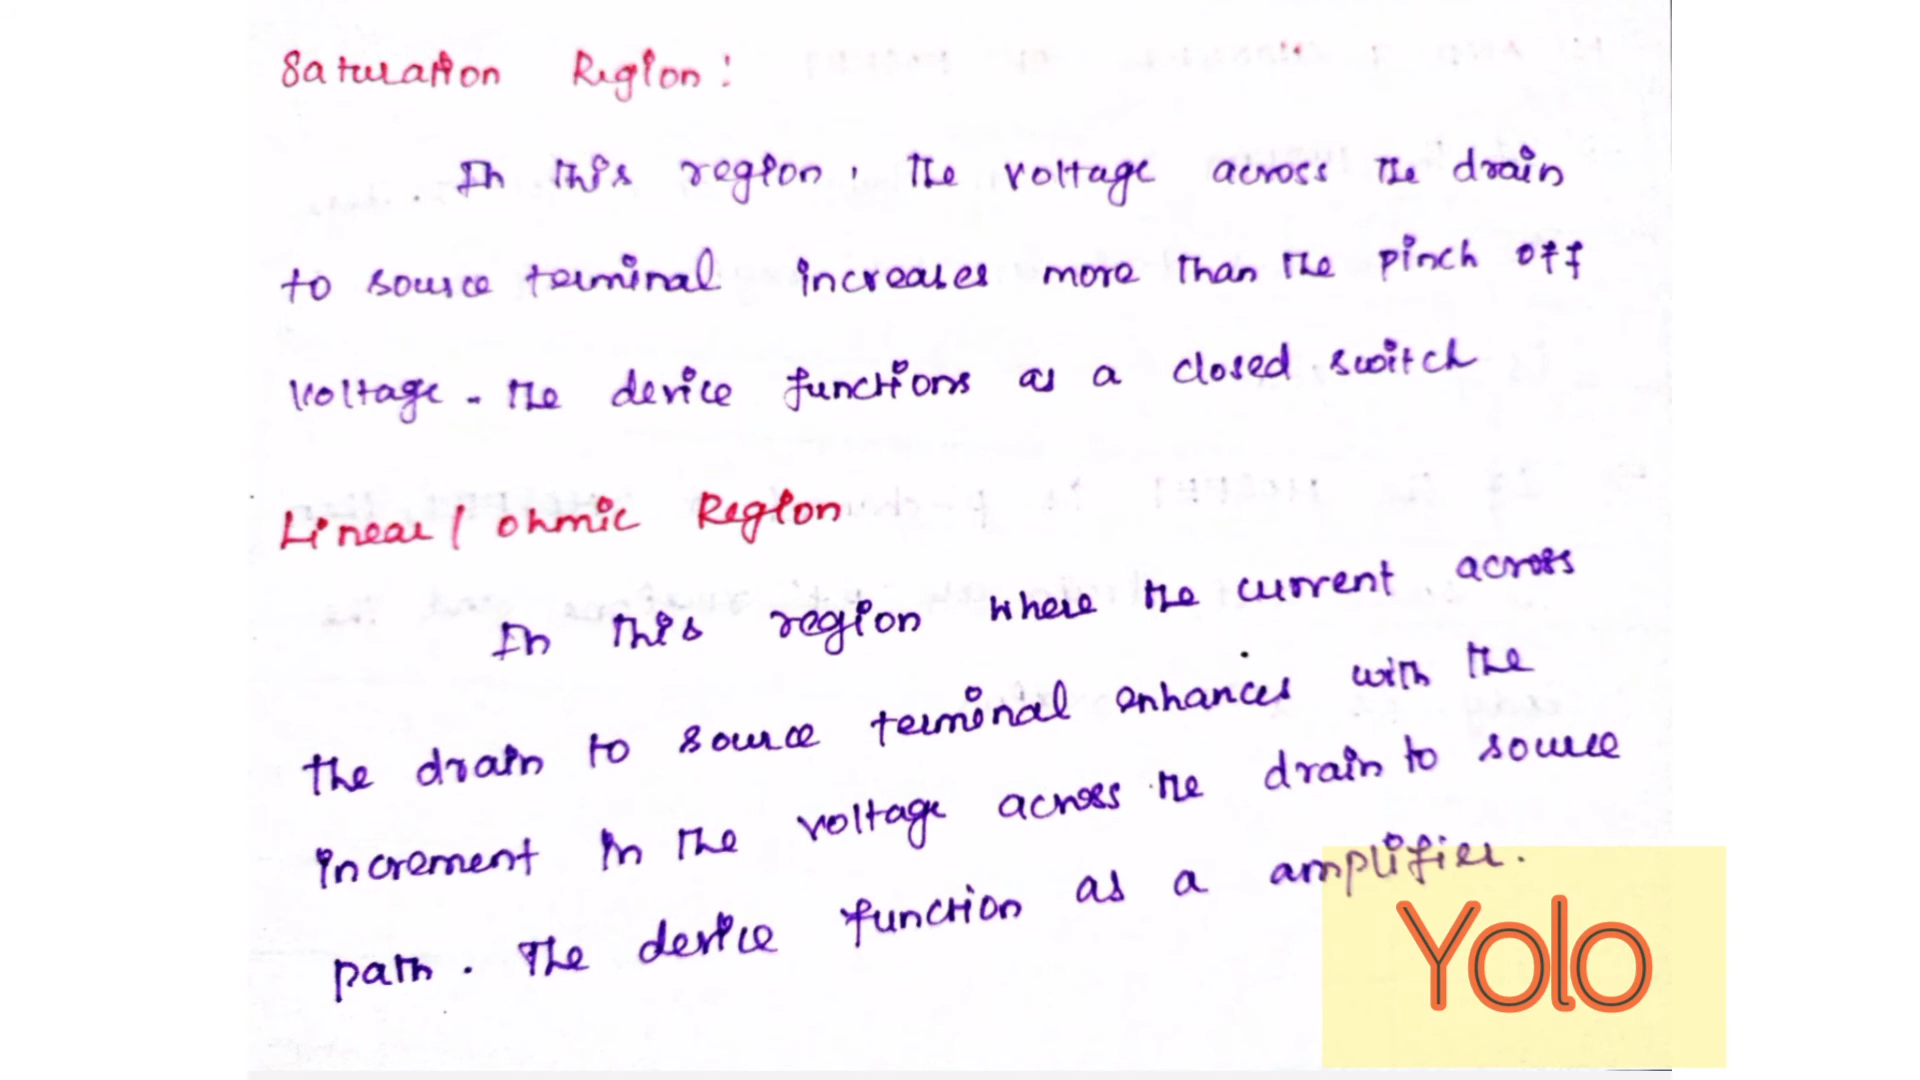 Saturation Region:
In this region, the voltage across the drain
to source terminal increases more than the pinch off
voltage. The device functions as a closed switch
Linear / ohmic Region
In this region where the current across
the drain to source terminal enhances with the
increment in the voltage across the drain to source
path. The device function as a amplifier.
Yolo